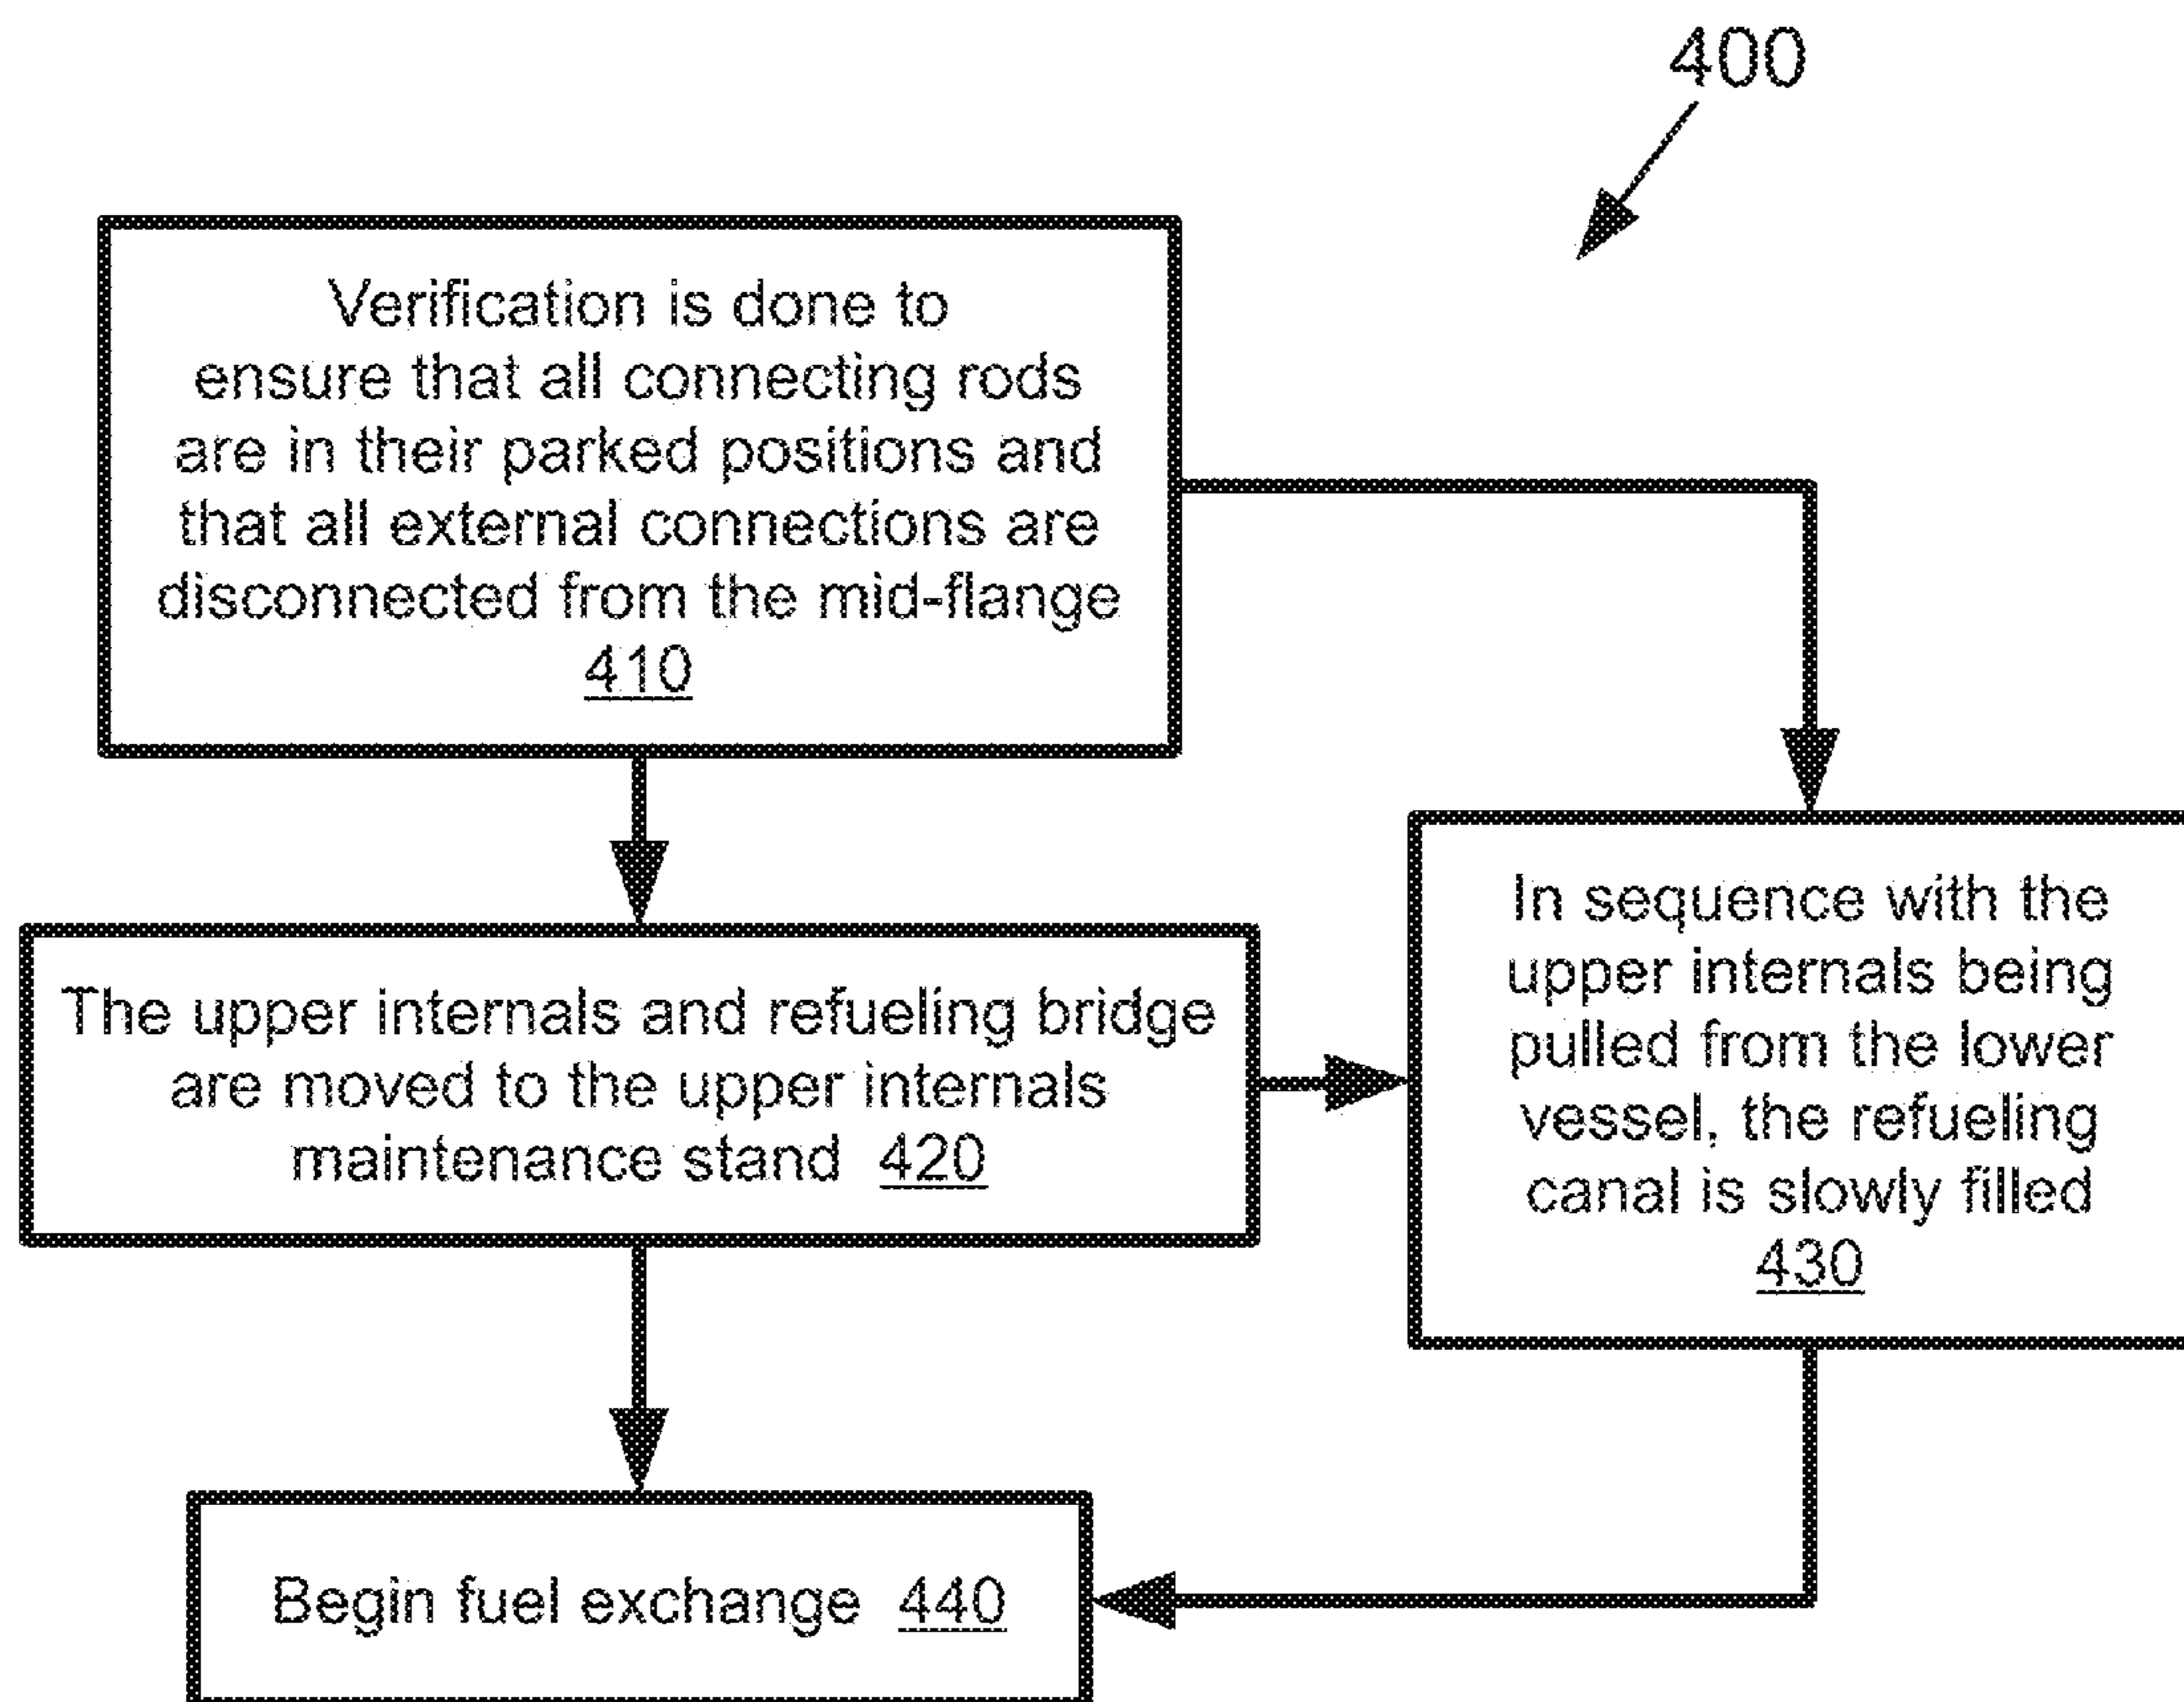 400
Verification is done to
ensure that all connecting rods
are in their parked positions and
that all external connections are
disconnected from the mid-flange
410
The upper internals and refueling bridge
are moved to the upper internals
maintenance stand 420
In sequence with the
upper internals being
pulled from the lower
vessel, the refueling
canal is slowly filled
430
Begin fuel exchange 440